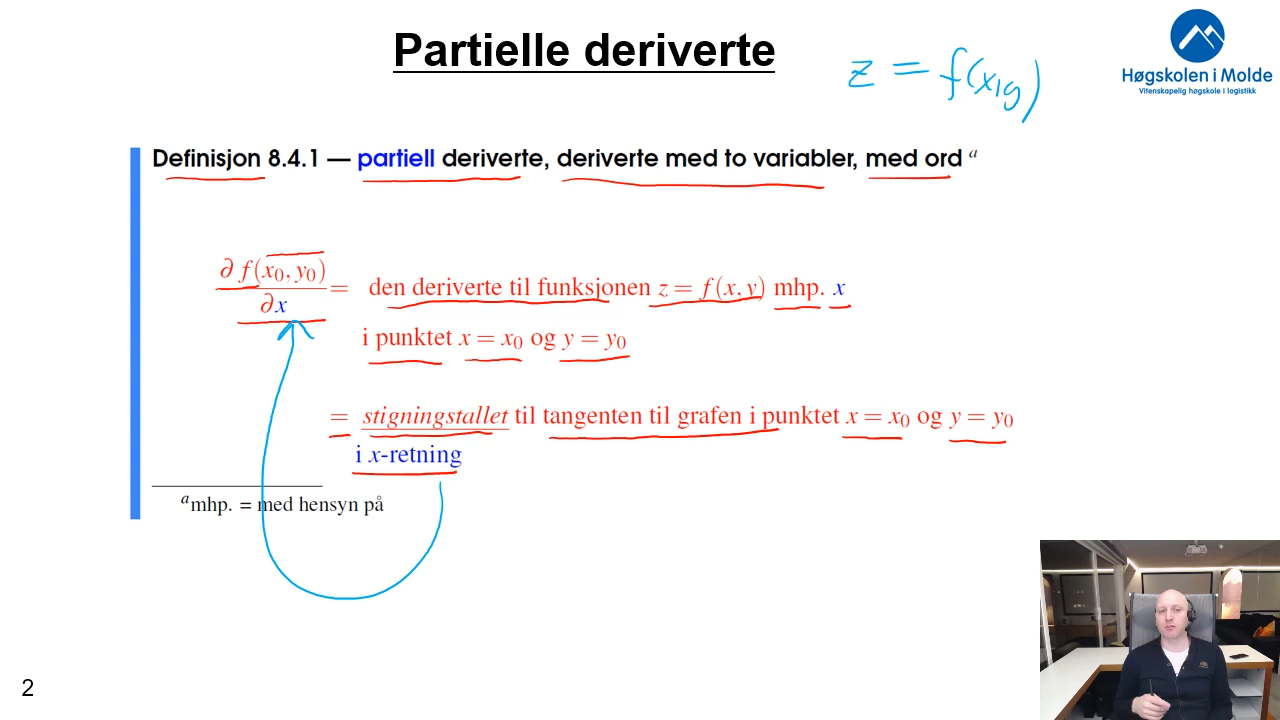 Partielle deriverte
z = f(x,y)
Høgskolen i Molde
Vitenskapelig høgskole i logistikk
Definisjon 8.4.1 — partiell deriverte, deriverte med to variabler, med ord ᵃ
∂ f(x₀, y₀)
∂x
= den deriverte til funksjonen z = f(x, y) mhp. x
i punktet x = x₀ og y = y₀
= stigningstallet til tangenten til grafen i punktet x = x₀ og y = y₀
i x-retning
ᵃmhp. = med hensyn på
2